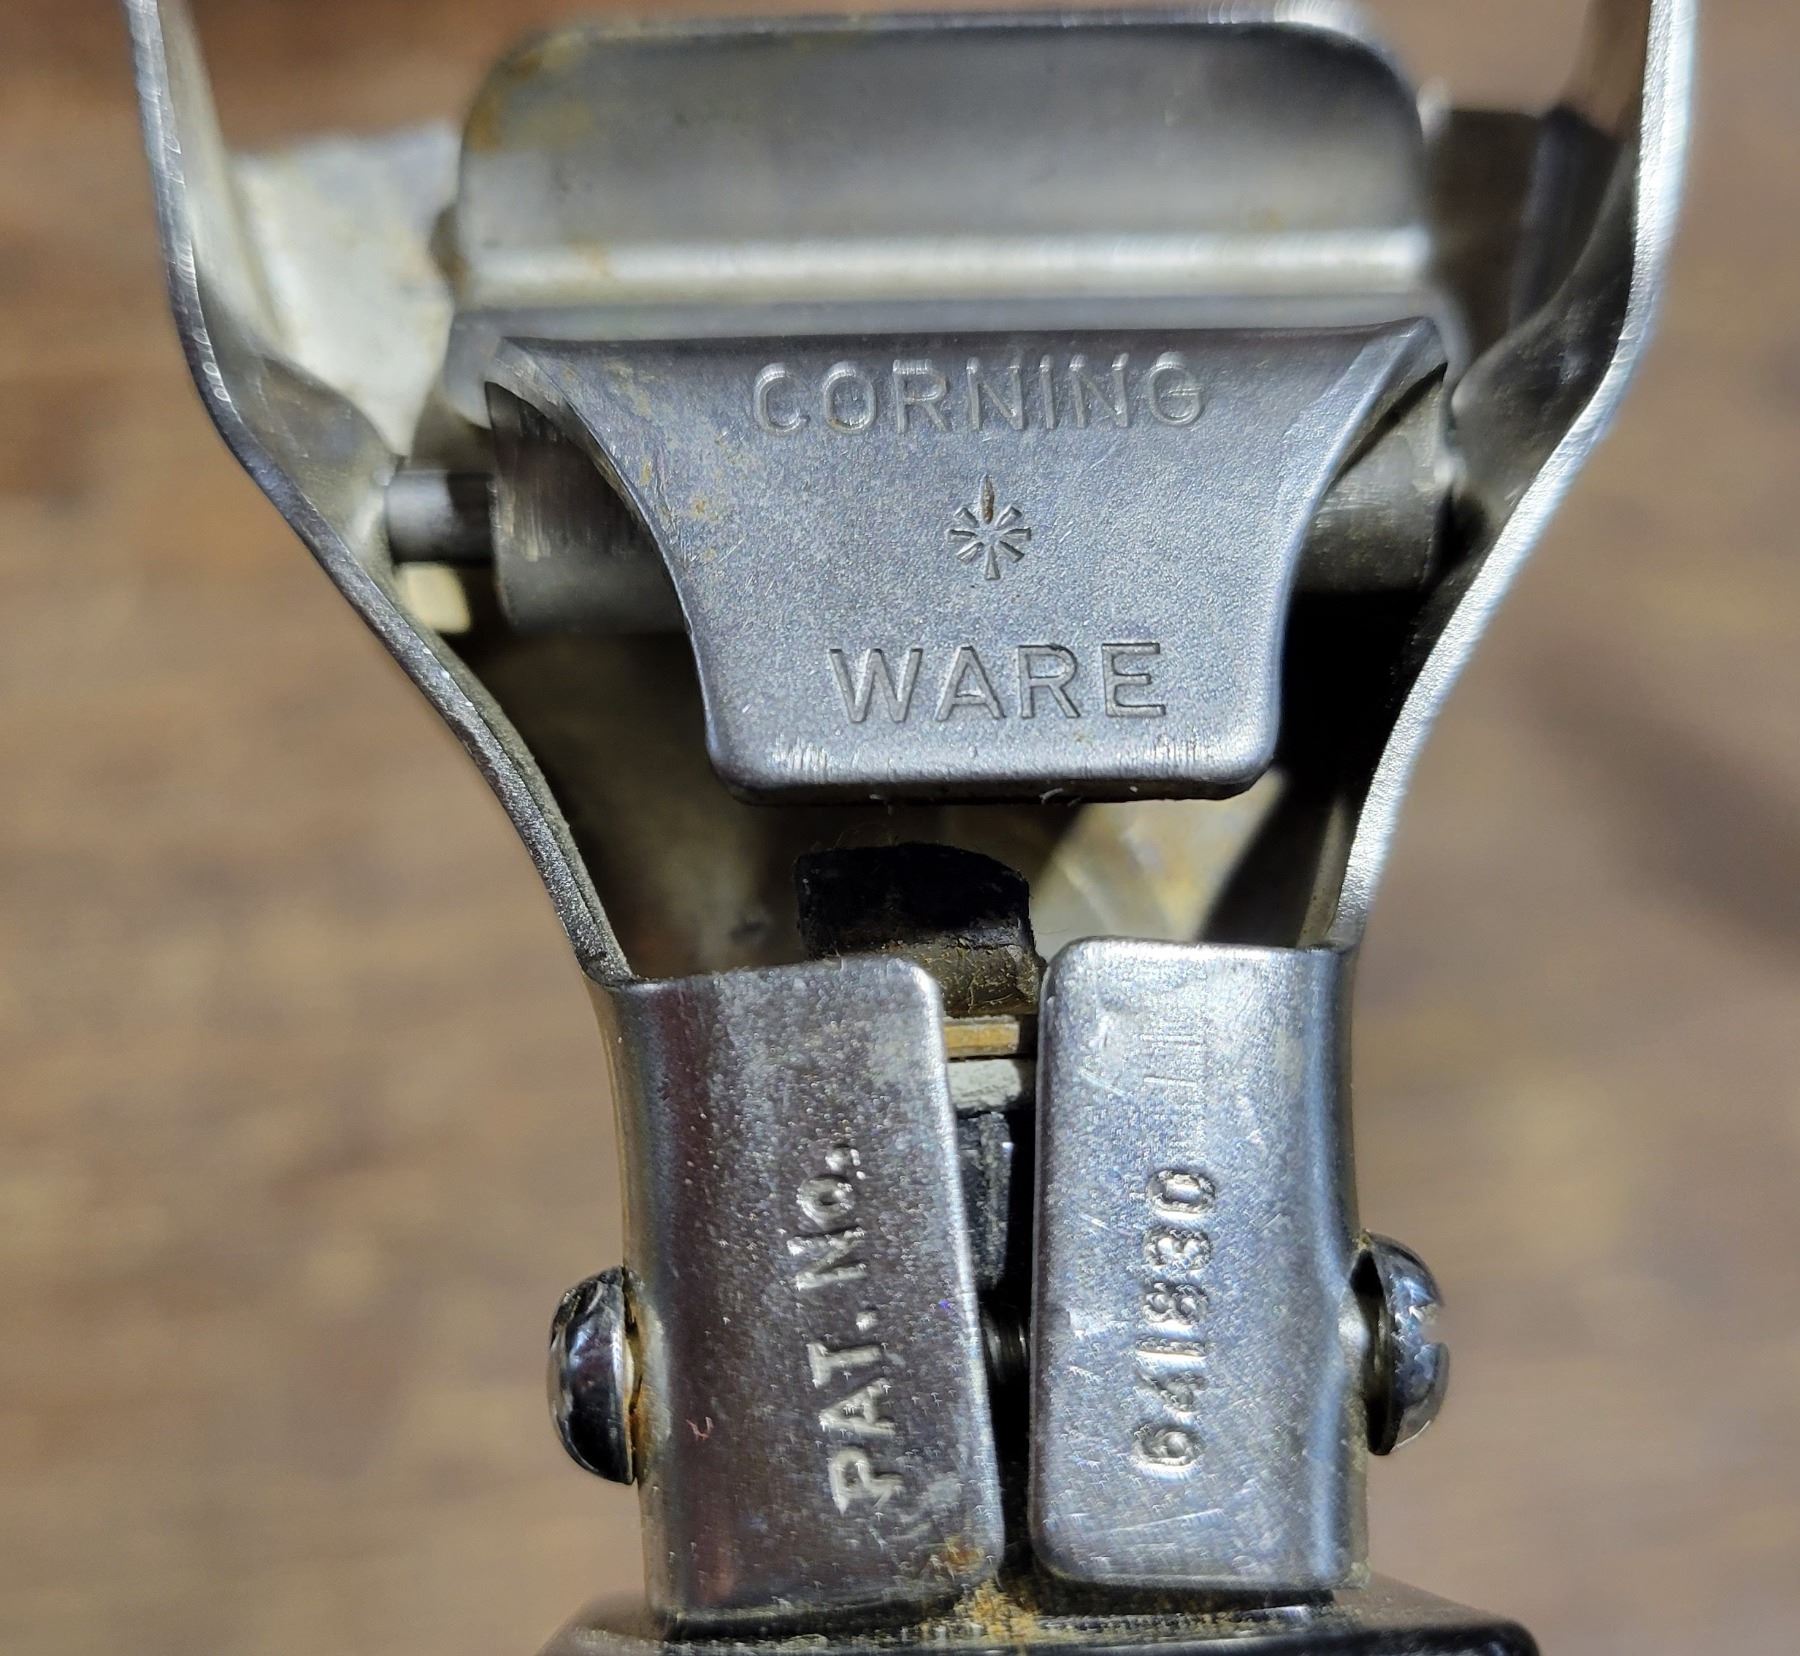 CORNING
WARE
PAT. No.
641830